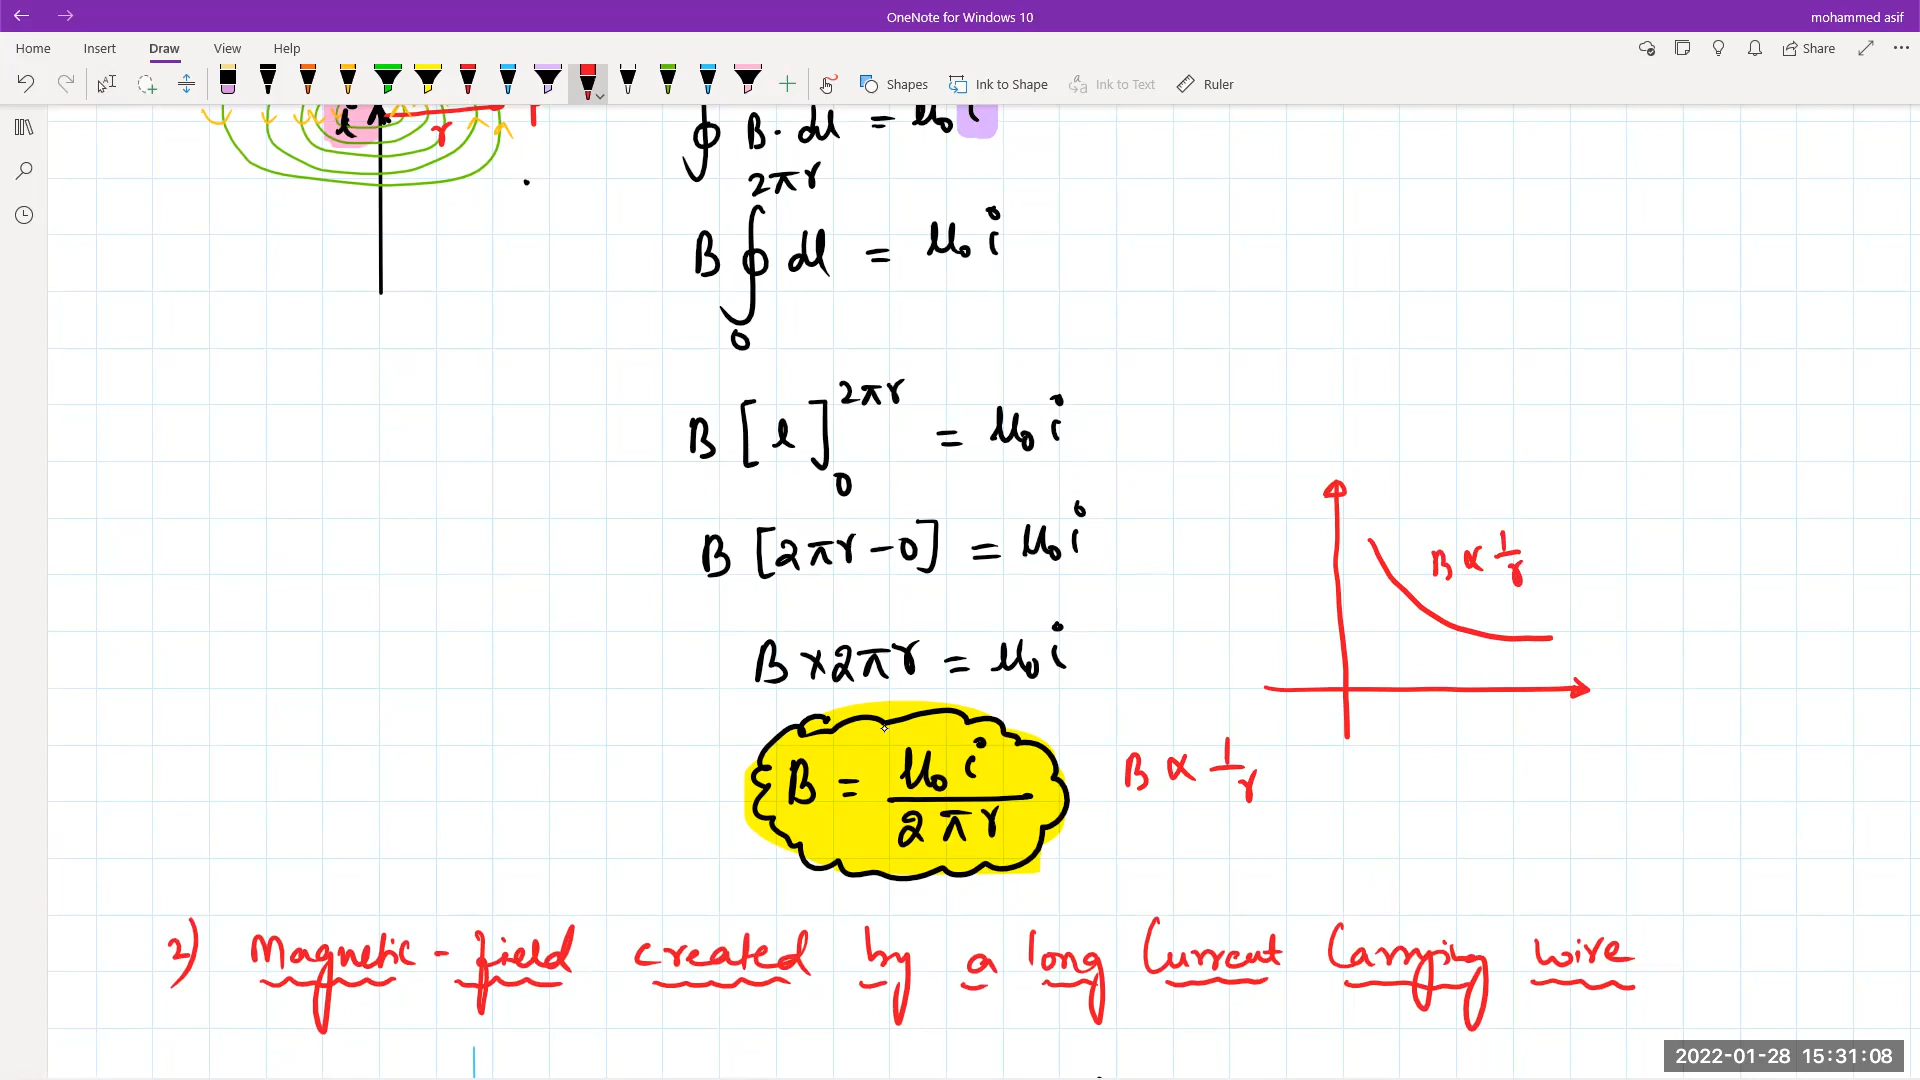 OneNote for Windows 10
mohammed asif
Home Insert Draw View Help
Share
Shapes Ink to Shape Ink to Text Ruler
i r
∮ B · dl = μ₀ i
2πr
B ∮ dl = μ₀ i
0
B [l]₀^2πr = μ₀ i
B [2πr - 0] = μ₀ i
B ∝ 1/r
B × 2πr = μ₀ i
B = μ₀ i / 2πr
B ∝ 1/r
2) Magnetic - field created by a long Current Carrying wire
2022-01-28 15:31:08